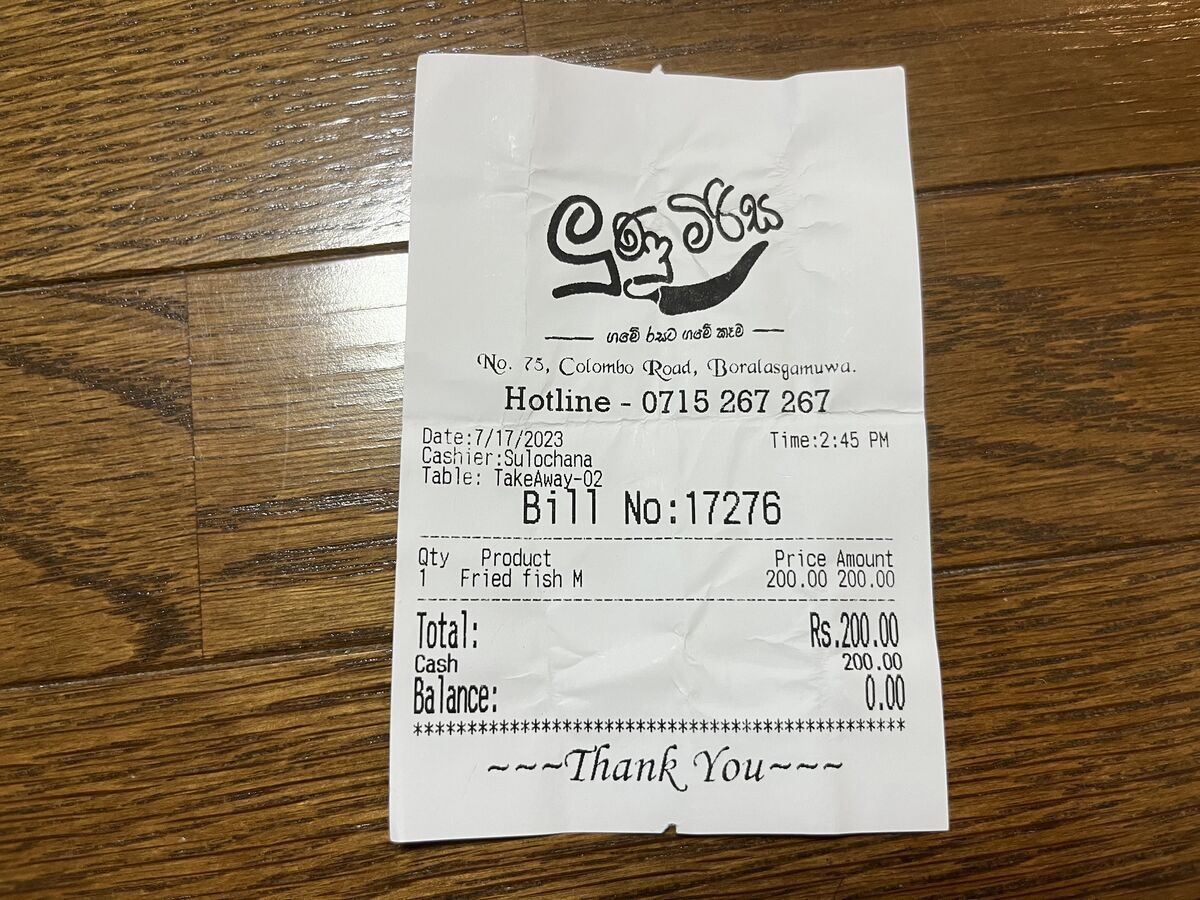 ලුණු මිරිස
ගමේ රසට ගමේ කෑම
No. 75, Colombo Road, Boralasgamuwa.
Hotline - 0715 267 267
Date:7/17/2023 Time:2:45 PM
Cashier:Sulochana
Table: TakeAway-02
Bill No:17276
Qty Product Price Amount
1 Fried fish M 200.00 200.00
Total: Rs.200.00
Cash 200.00
Balance: 0.00
*********************************************
~~~Thank You~~~